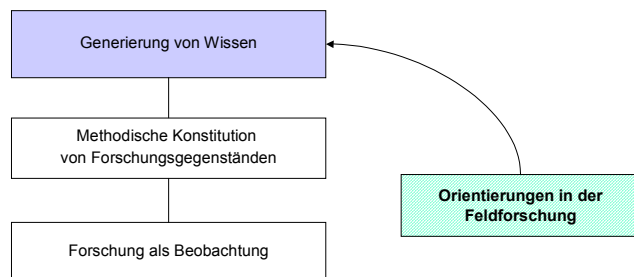 Generierung von Wissen
Methodische Konstitution
von Forschungsgegenständen
Orientierungen in der
Feldforschung
Forschung als Beobachtung